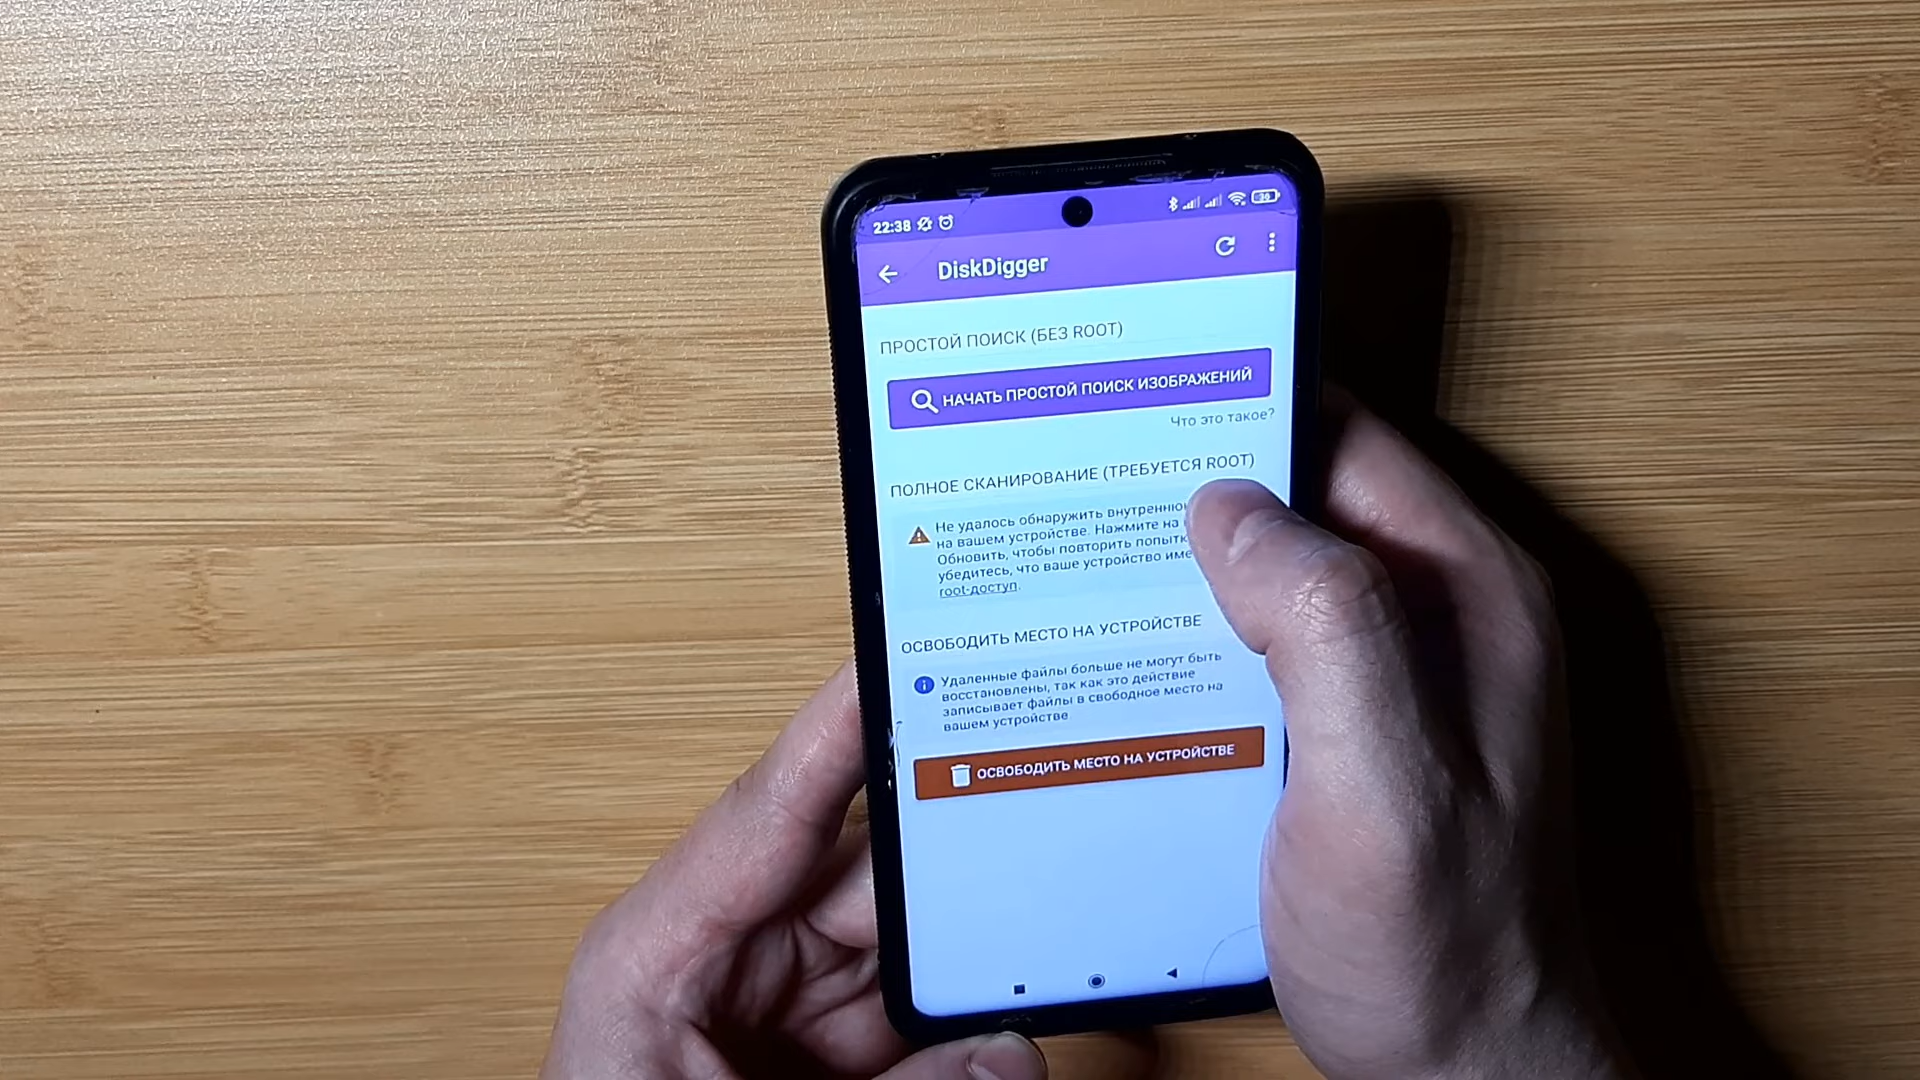 22:38
30
DiskDigger
ПРОСТОЙ ПОИСК (БЕЗ ROOT)
НАЧАТЬ ПРОСТОЙ ПОИСК ИЗОБРАЖЕНИЙ
Что это такое?
ПОЛНОЕ СКАНИРОВАНИЕ (ТРЕБУЕТСЯ ROOT)
Не удалось обнаружить
на вашем устройстве. Нажмите на
Обновить, чтобы повторить
убедитесь, что ваше устройство
root-доступ.
ОСВОБОДИТЬ МЕСТО НА УСТРОЙСТВЕ
Удаленные файлы больше не могут быть
восстановлены, так как это действие
записывает файлы в свободное место на
вашем устройстве
ОСВОБОДИТЬ МЕСТО НА УСТРОЙСТВЕ